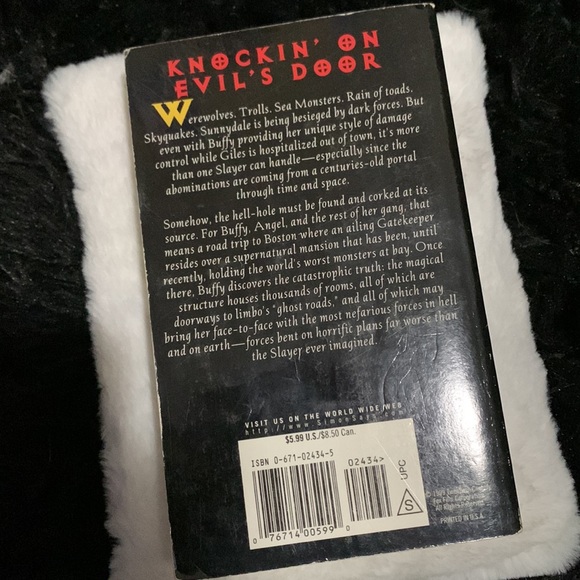 KNOCKIN' ON
EVIL'S DOOR
Werewolves. Trolls. Sea Monsters. Rain of toads.
Skyquakes. Sunnydale is being besieged by dark forces. But
even with Buffy providing her unique style of damage
control while Giles is hospitalized out of town, it's more
than one Slayer can handle—especially since the
abominations are coming from a centuries-old portal
through time and space.
Somehow, the hell-hole must be found and corked at its
source. For Buffy, Angel, and the rest of her gang, that
means a road trip to Boston where an ailing Gatekeeper
resides over a supernatural mansion that has been, until
recently, holding the world's worst monsters at bay. Once
there, Buffy discovers the catastrophic truth: the magical
structure houses thousands of rooms, all of which are
doorways to limbo's "ghost roads," and all of which may
bring her face-to-face with the most nefarious forces in hell
and on earth—forces bent on horrific plans far worse than
the Slayer ever imagined.
VISIT US ON THE WORLD WIDE WEB
http://www.SimonSays.com
$5.99 U.S./$8.50 Can.
ISBN 0-671-02434-5
02434>
UPC
S
0 76714 00599 0
PRINTED IN U.S.A.